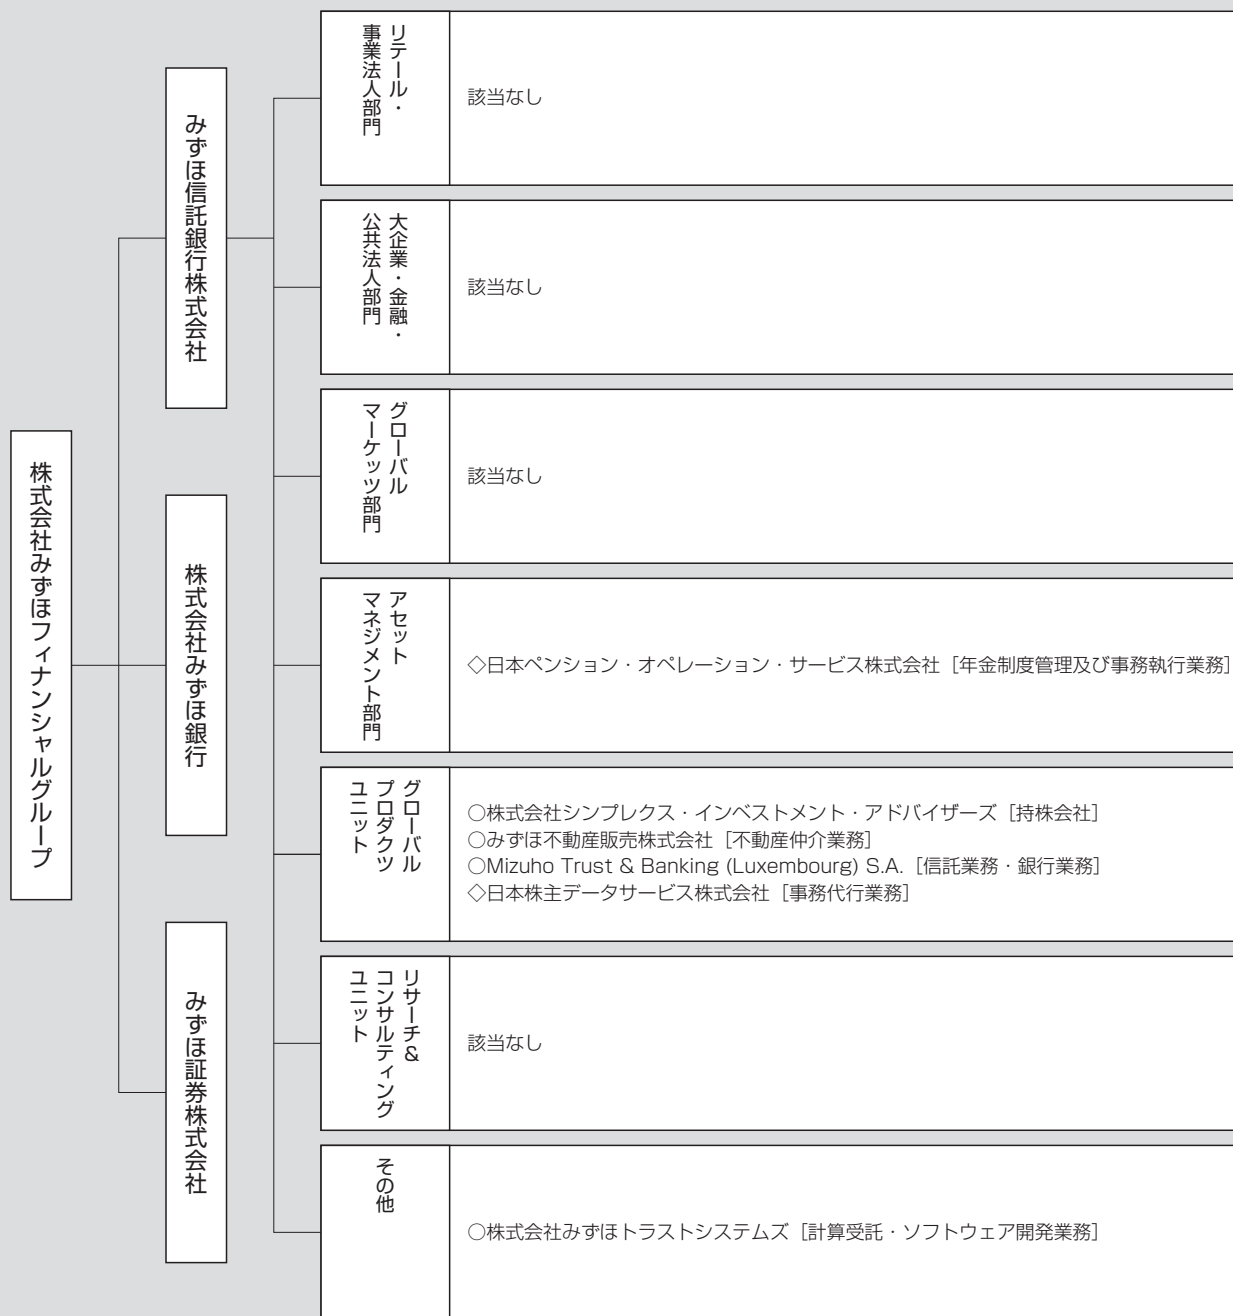 株式会社みずほフィナンシャルグループ
みずほ信託銀行株式会社
株式会社みずほ銀行
みずほ証券株式会社
リテール・
事業法人部門
該当なし
大企業・金融・
公共法人部門
該当なし
グローバル
マーケッツ部門
該当なし
アセット
マネジメント部門
◇日本ペンション・オペレーション・サービス株式会社［年金制度管理及び事務執行業務］
グローバル
プロダクツ
ユニット
○株式会社シンプレクス・インベストメント・アドバイザーズ［持株会社］
○みずほ不動産販売株式会社［不動産仲介業務］
○Mizuho Trust & Banking (Luxembourg) S.A.［信託業務・銀行業務］
◇日本株主データサービス株式会社［事務代行業務］
リサーチ&
コンサルティング
ユニット
該当なし
その他
○株式会社みずほトラストシステムズ［計算受託・ソフトウェア開発業務］